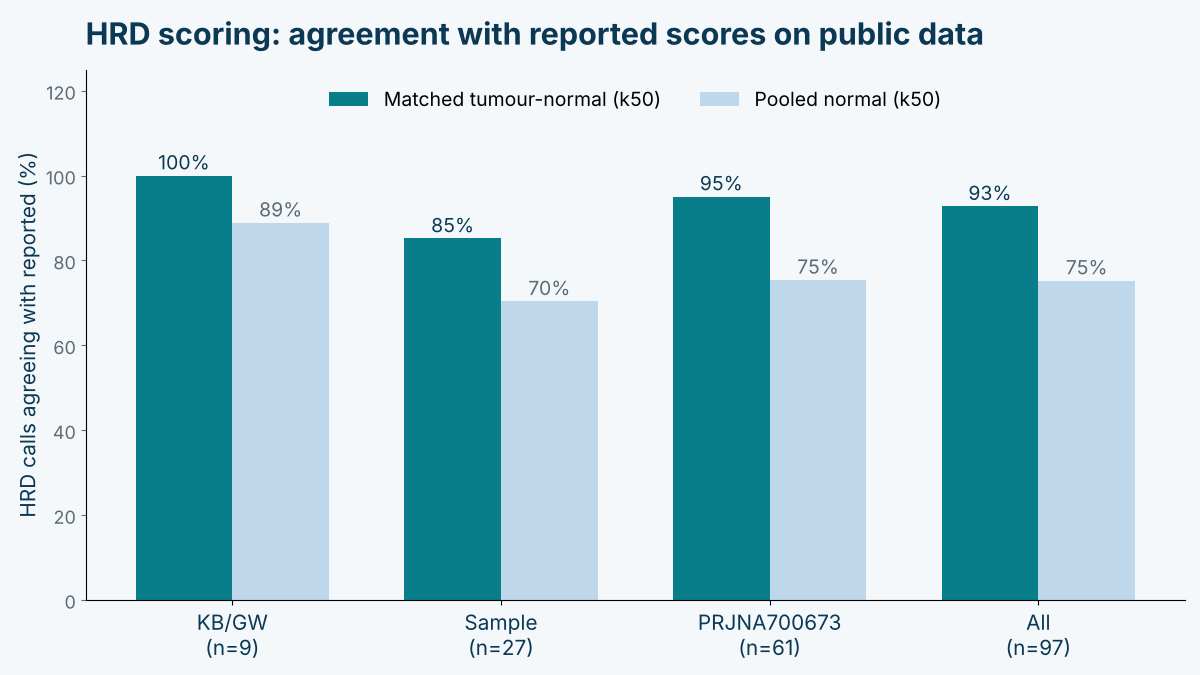 HRD scoring: agreement with reported scores on public data
Matched tumour-normal (k50)
Pooled normal (k50)
HRD calls agreeing with reported (%)
120
100
80
60
40
20
0
100%
89%
85%
70%
95%
75%
93%
75%
KB/GW
(n=9)
Sample
(n=27)
PRJNA700673
(n=61)
All
(n=97)